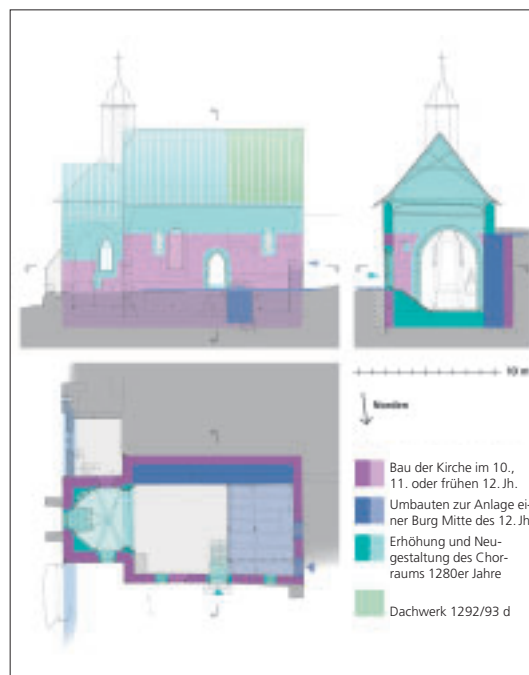 10 m
Norden
Bau der Kirche im 10.,
11. oder frühen 12. Jh.
Umbauten zur Anlage ei-
ner Burg Mitte des 12. Jh.
Erhöhung und Neu-
gestaltung des Chor-
raums 1280er Jahre
Dachwerk 1292/93 d